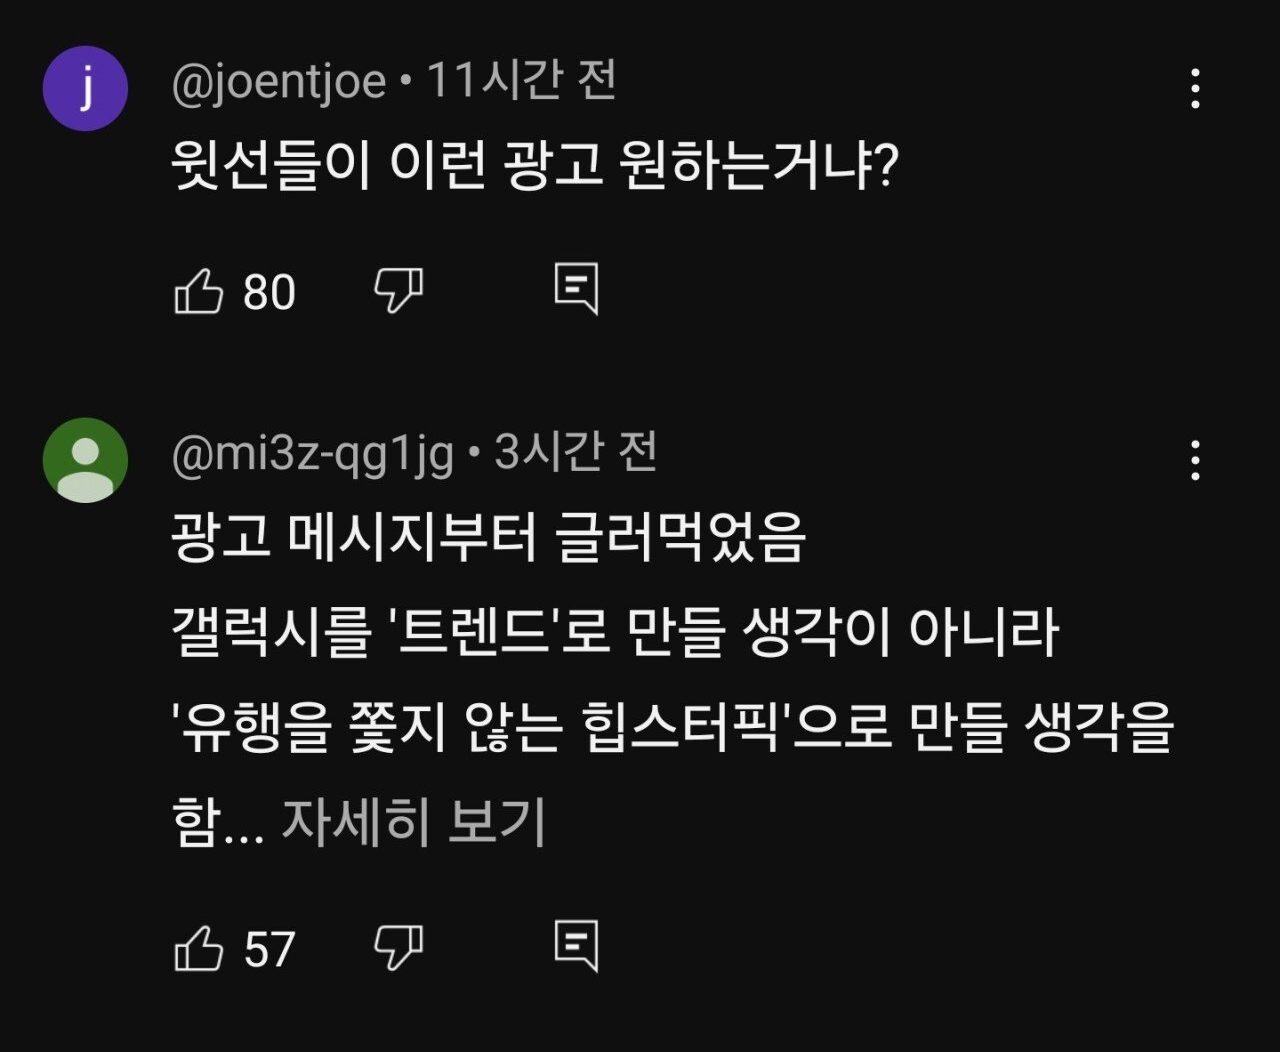 j
@joentjoe • 11시간 전
윗선들이 이런 광고 원하는거냐?
80
@mi3z-qg1jg • 3시간 전
광고 메시지부터 글러먹었음
갤럭시를 '트렌드'로 만들 생각이 아니라
'유행을 쫓지 않는 힙스터픽'으로 만들 생각을
함... 자세히 보기
57